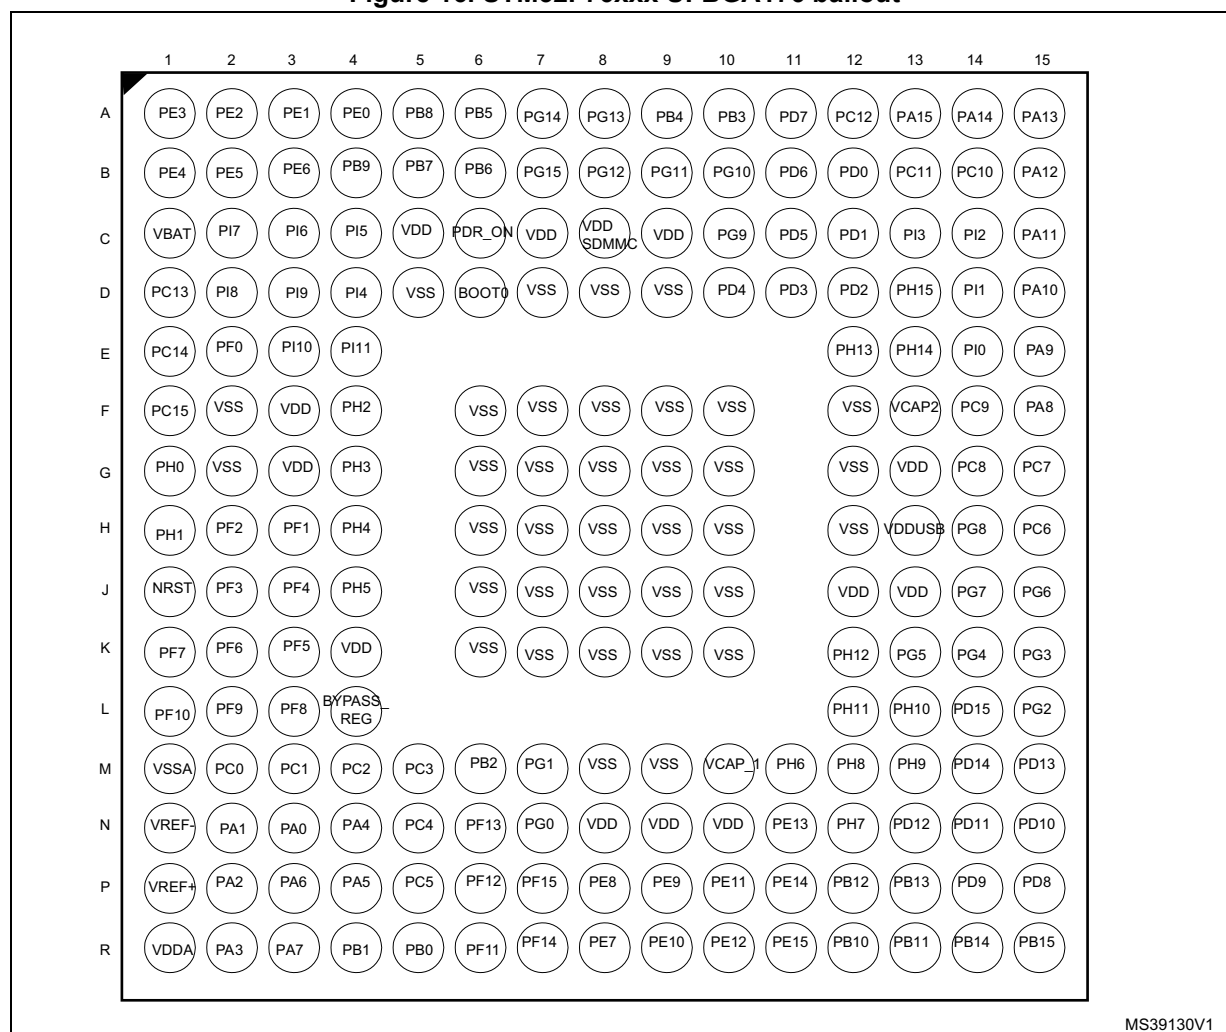 1 2 3 4 5 6 7 8 9 10 11 12 13 14 15
A PE3 PE2 PE1 PE0 PB8 PB5 PG14 PG13 PB4 PB3 PD7 PC12 PA15 PA14 PA13
B PE4 PE5 PE6 PB9 PB7 PB6 PG15 PG12 PG11 PG10 PD6 PD0 PC11 PC10 PA12
C VBAT PI7 PI6 PI5 VDD PDR_ON VDD VDD SDMMC VDD PG9 PD5 PD1 PI3 PI2 PA11
D PC13 PI8 PI9 PI4 VSS BOOT0 VSS VSS VSS PD4 PD3 PD2 PH15 PI1 PA10
E PC14 PF0 PI10 PI11 PH13 PH14 PI0 PA9
F PC15 VSS VDD PH2 VSS VSS VSS VSS VSS VSS VCAP2 PC9 PA8
G PH0 VSS VDD PH3 VSS VSS VSS VSS VSS VSS VDD PC8 PC7
H PH1 PF2 PF1 PH4 VSS VSS VSS VSS VSS VSS VDDUSB PG8 PC6
J NRST PF3 PF4 PH5 VSS VSS VSS VSS VSS VDD VDD PG7 PG6
K PF7 PF6 PF5 VDD VSS VSS VSS VSS VSS PH12 PG5 PG4 PG3
L PF10 PF9 PF8 BYPASS_ REG PH11 PH10 PD15 PG2
M VSSA PC0 PC1 PC2 PC3 PB2 PG1 VSS VSS VCAP_1 PH6 PH8 PH9 PD14 PD13
N VREF- PA1 PA0 PA4 PC4 PF13 PG0 VDD VDD VDD PE13 PH7 PD12 PD11 PD10
P VREF+ PA2 PA6 PA5 PC5 PF12 PF15 PE8 PE9 PE11 PE14 PB12 PB13 PD9 PD8
R VDDA PA3 PA7 PB1 PB0 PF11 PF14 PE7 PE10 PE12 PE15 PB10 PB11 PB14 PB15
MS39130V1